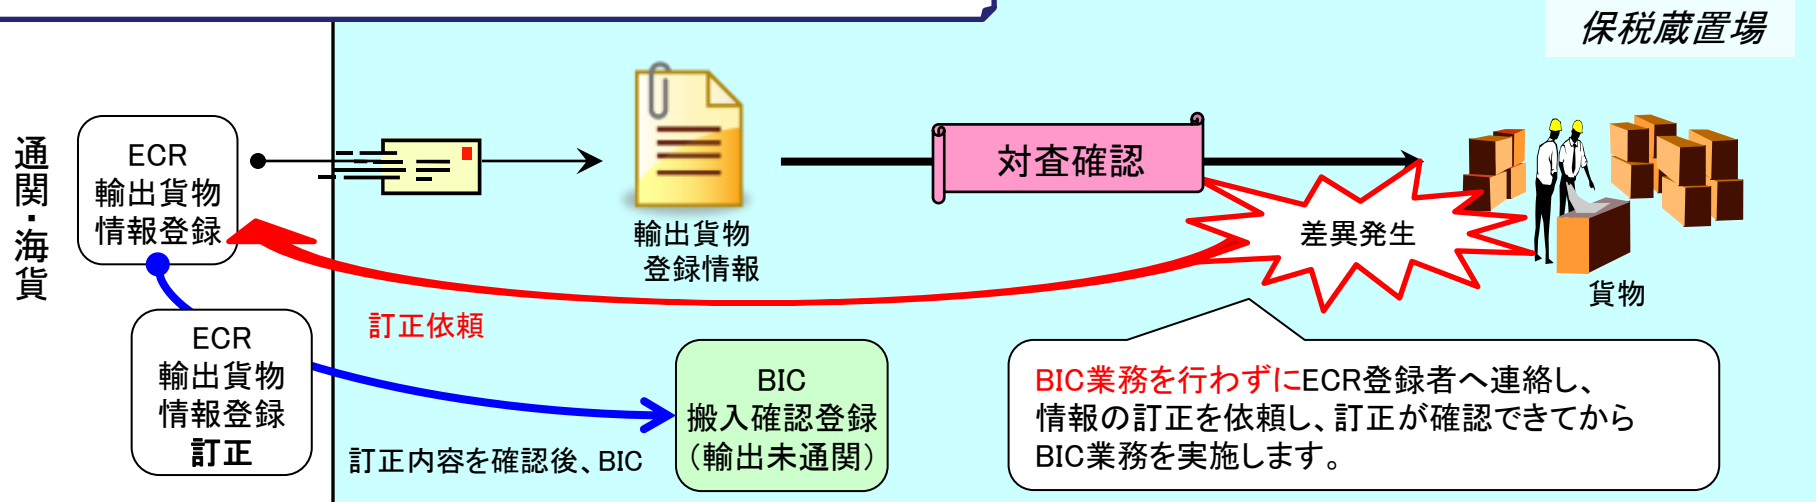 保税蔵置場
通関・海貨
ECR
輸出貨物
情報登録
輸出貨物
登録情報
対査確認
差異発生
貨物
訂正依頼
ECR
輸出貨物
情報登録
訂正
訂正内容を確認後、BIC
BIC
搬入確認登録
（輸出未通関）
BIC業務を行わずにECR登録者へ連絡し、
情報の訂正を依頼し、訂正が確認できてから
BIC業務を実施します。